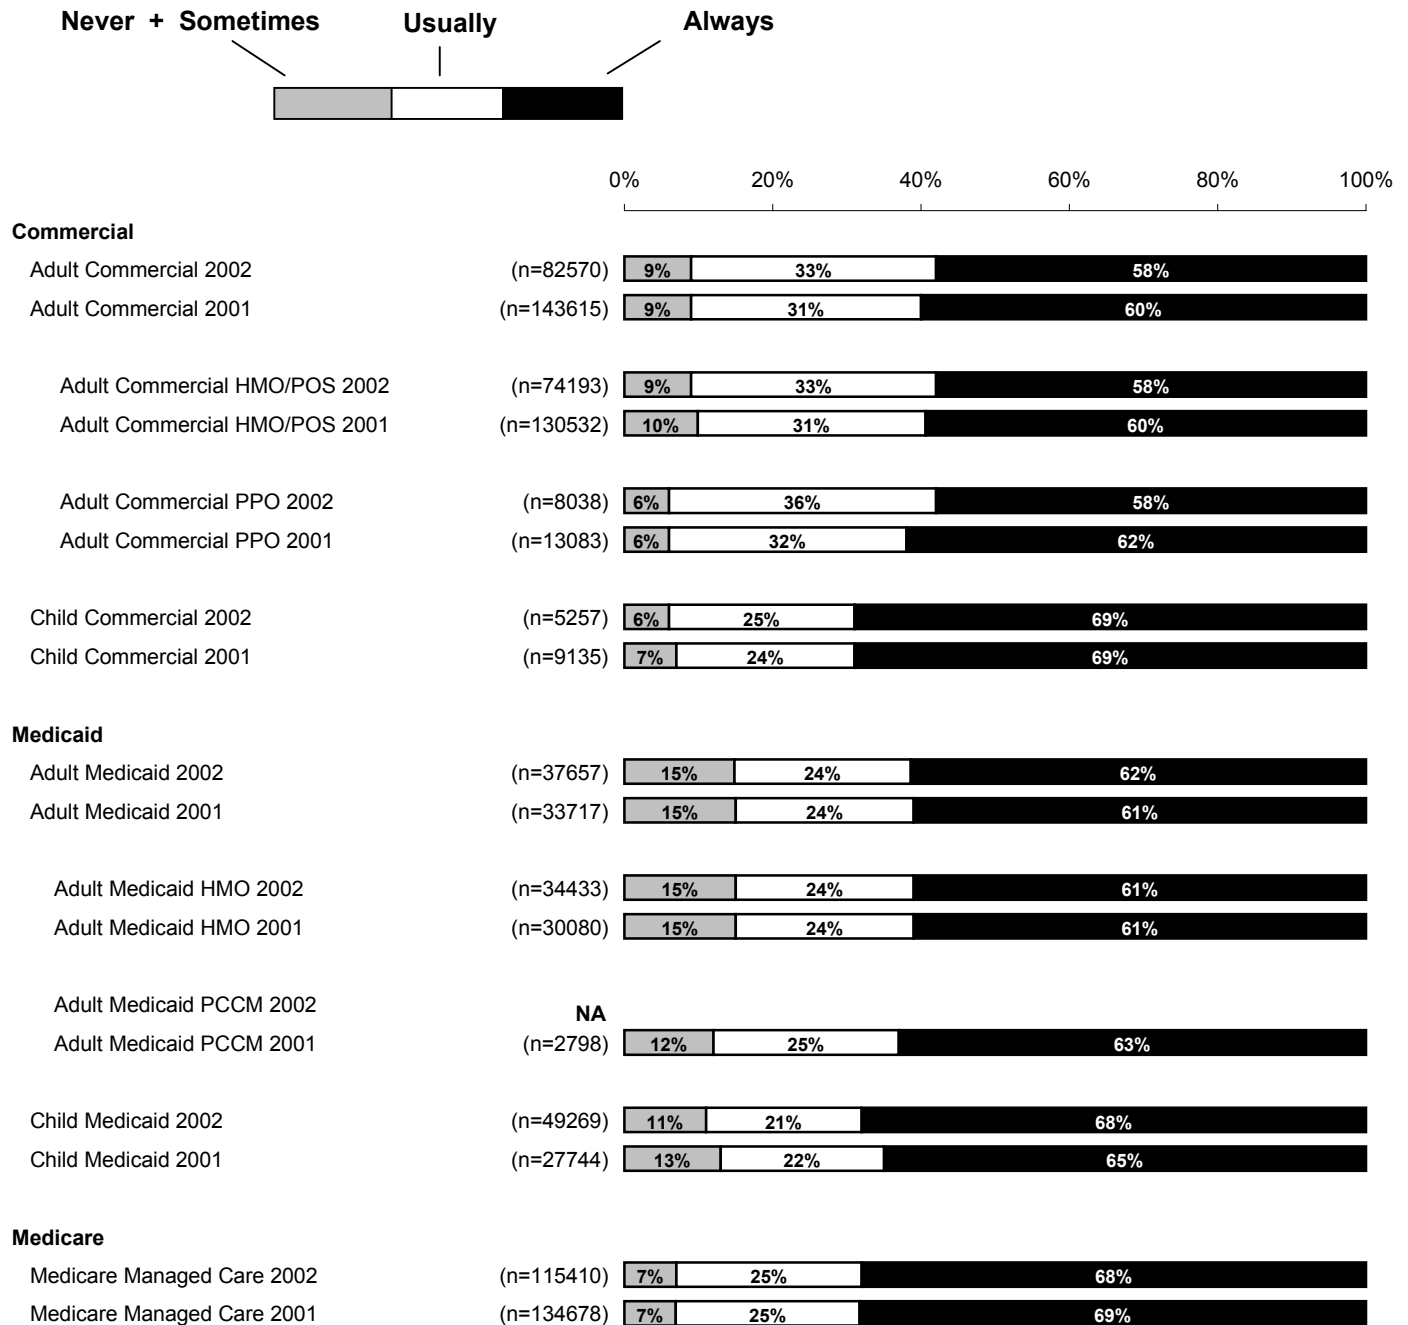 Never + Sometimes Usually Always
0% 20% 40% 60% 80% 100%
Commercial
Adult Commercial 2002 (n=82570) 9% 33% 58%
Adult Commercial 2001 (n=143615) 9% 31% 60%
Adult Commercial HMO/POS 2002 (n=74193) 9% 33% 58%
Adult Commercial HMO/POS 2001 (n=130532) 10% 31% 60%
Adult Commercial PPO 2002 (n=8038) 6% 36% 58%
Adult Commercial PPO 2001 (n=13083) 6% 32% 62%
Child Commercial 2002 (n=5257) 6% 25% 69%
Child Commercial 2001 (n=9135) 7% 24% 69%
Medicaid
Adult Medicaid 2002 (n=37657) 15% 24% 62%
Adult Medicaid 2001 (n=33717) 15% 24% 61%
Adult Medicaid HMO 2002 (n=34433) 15% 24% 61%
Adult Medicaid HMO 2001 (n=30080) 15% 24% 61%
Adult Medicaid PCCM 2002 NA
Adult Medicaid PCCM 2001 (n=2798) 12% 25% 63%
Child Medicaid 2002 (n=49269) 11% 21% 68%
Child Medicaid 2001 (n=27744) 13% 22% 65%
Medicare
Medicare Managed Care 2002 (n=115410) 7% 25% 68%
Medicare Managed Care 2001 (n=134678) 7% 25% 69%